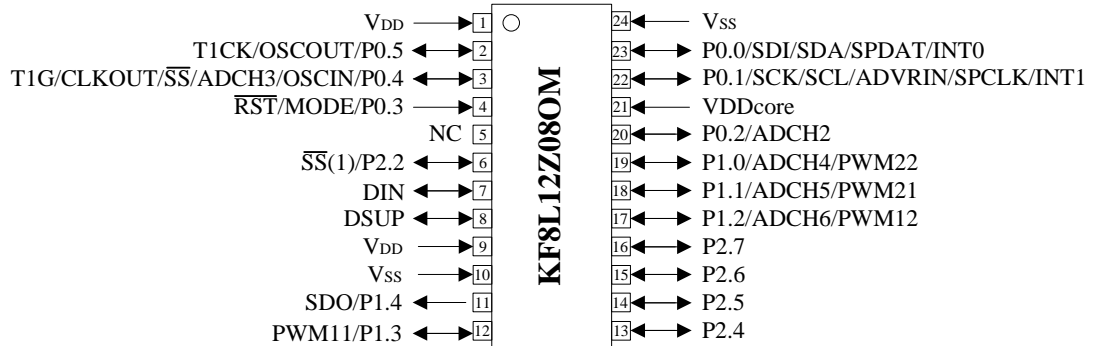 VDD 1 24 Vss
T1CK/OSCOUT/P0.5 2 23 P0.0/SDI/SDA/SPDAT/INT0
T1G/CLKOUT/S̅S̅/ADCH3/OSCIN/P0.4 3 22 P0.1/SCK/SCL/ADVRIN/SPCLK/INT1
R̅S̅T̅/MODE/P0.3 4 21 VDDcore
NC 5 20 P0.2/ADCH2
S̅S̅(1)/P2.2 6 19 P1.0/ADCH4/PWM22
DIN 7 18 P1.1/ADCH5/PWM21
DSUP 8 17 P1.2/ADCH6/PWM12
VDD 9 16 P2.7
Vss 10 15 P2.6
SDO/P1.4 11 14 P2.5
PWM11/P1.3 12 13 P2.4
KF8L12Z08OM